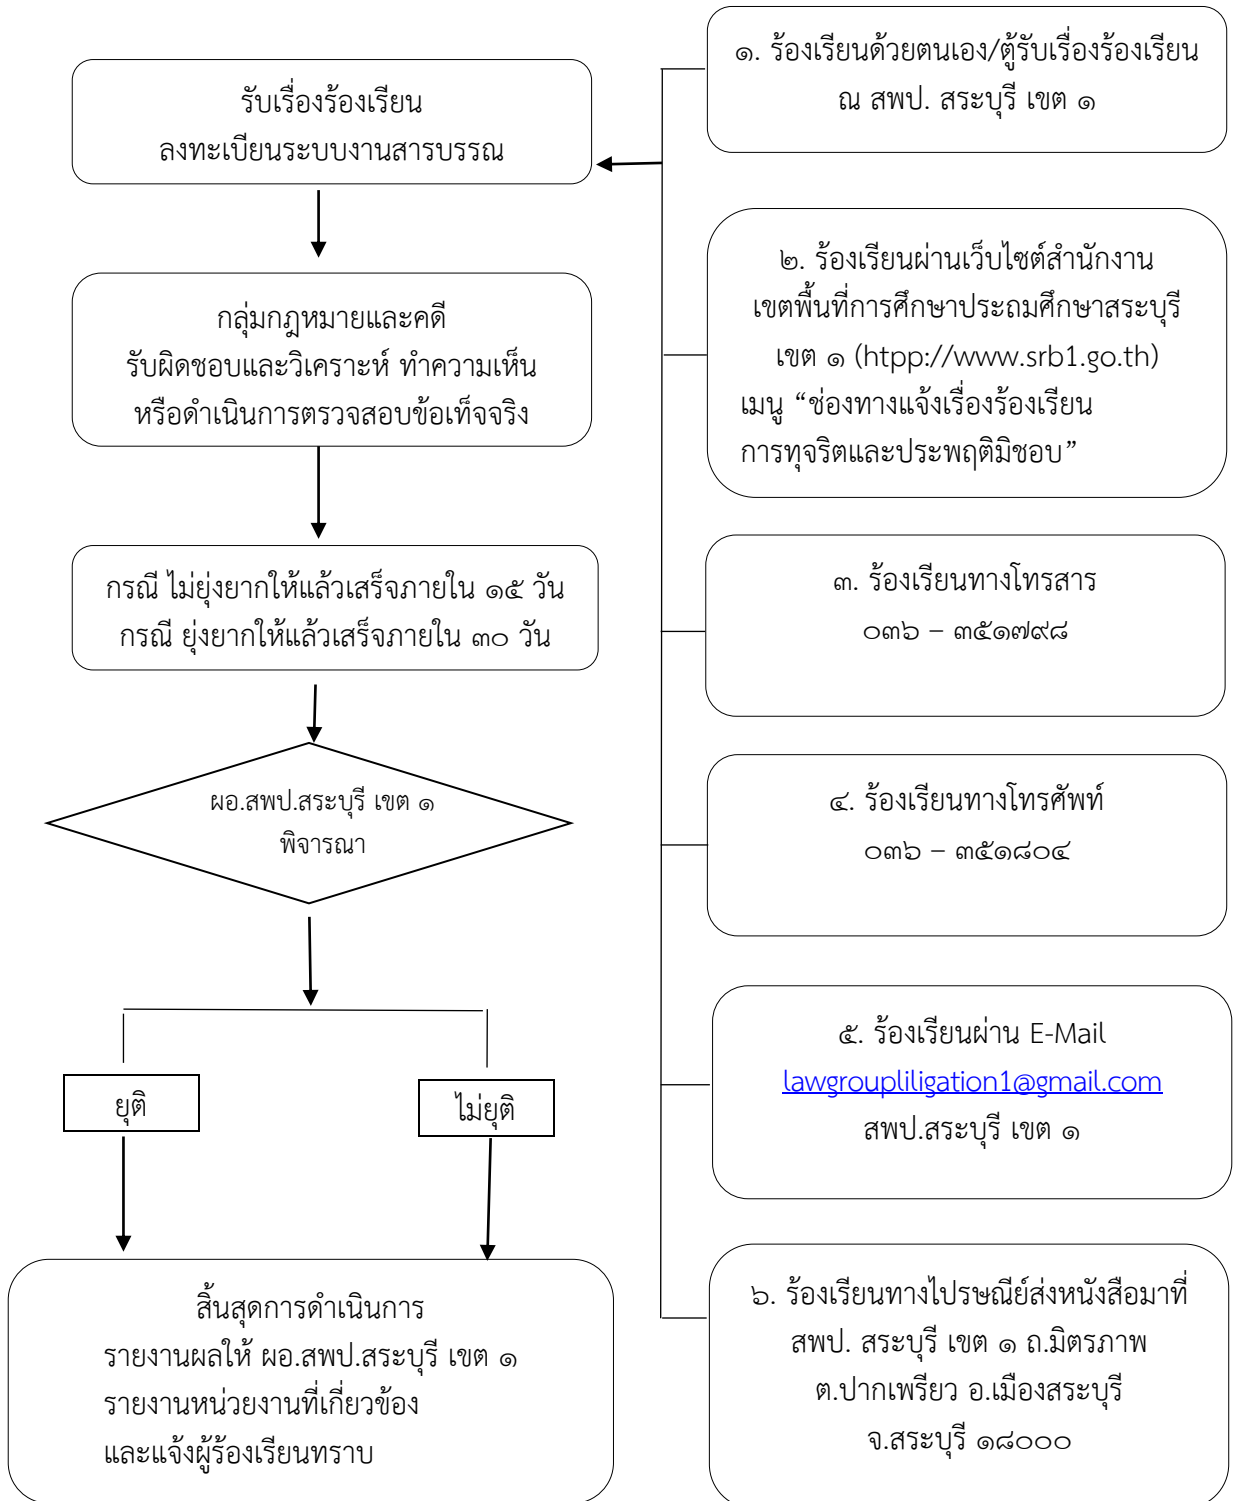 รับเรื่องร้องเรียน
ลงทะเบียนระบบงานสารบรรณ
กลุ่มกฎหมายและคดี
รับผิดชอบและวิเคราะห์ ทำความเห็น
หรือดำเนินการตรวจสอบข้อเท็จจริง
กรณี ไม่ยุ่งยากให้แล้วเสร็จภายใน ๑๕ วัน
กรณี ยุ่งยากให้แล้วเสร็จภายใน ๓๐ วัน
ผอ.สพป.สระบุรี เขต ๑
พิจารณา
ยุติ
ไม่ยุติ
สิ้นสุดการดำเนินการ
รายงานผลให้ ผอ.สพป.สระบุรี เขต ๑
รายงานหน่วยงานที่เกี่ยวข้อง
และแจ้งผู้ร้องเรียนทราบ
๑. ร้องเรียนด้วยตนเอง/ตู้รับเรื่องร้องเรียน
ณ สพป. สระบุรี เขต ๑
๒. ร้องเรียนผ่านเว็บไซต์สำนักงาน
เขตพื้นที่การศึกษาประถมศึกษาสระบุรี
เขต ๑ (htpp://www.srb1.go.th)
เมนู “ช่องทางแจ้งเรื่องร้องเรียน
การทุจริตและประพฤติมิชอบ”
๓. ร้องเรียนทางโทรสาร
๐๓๖ – ๓๕๑๗๙๘
๔. ร้องเรียนทางโทรศัพท์
๐๓๖ – ๓๕๑๘๐๔
๕. ร้องเรียนผ่าน E-Mail
lawgroupliligation1@gmail.com
สพป.สระบุรี เขต ๑
๖. ร้องเรียนทางไปรษณีย์ส่งหนังสือมาที่
สพป. สระบุรี เขต ๑ ถ.มิตรภาพ
ต.ปากเพรียว อ.เมืองสระบุรี
จ.สระบุรี ๑๘๐๐๐